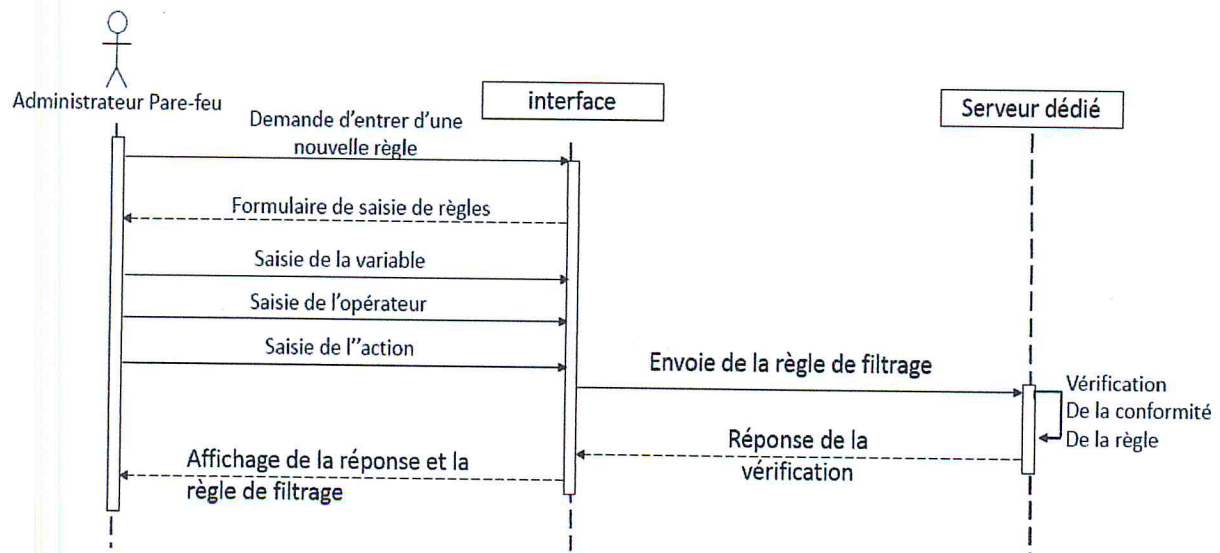 Administrateur Pare-feu
interface
Serveur dédié
Demande d'entrer d'une
nouvelle règle
Formulaire de saisie de règles
Saisie de la variable
Saisie de l'opérateur
Saisie de l''action
Envoie de la règle de filtrage
Vérification
De la conformité
De la règle
Réponse de la
vérification
Affichage de la réponse et la
règle de filtrage